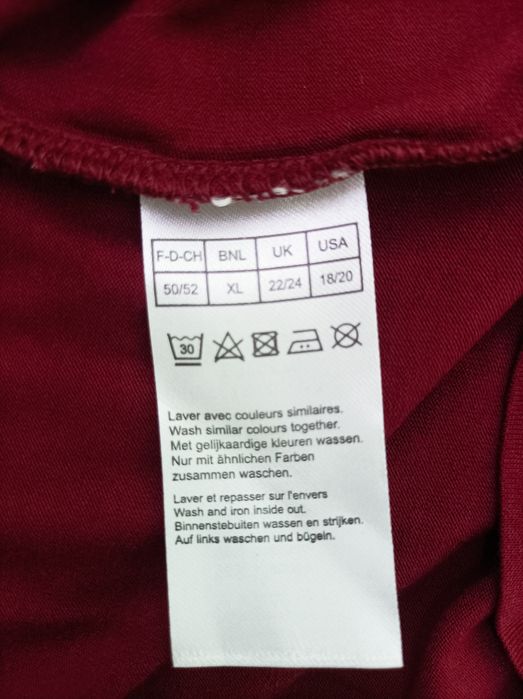 F-D-CH BNL UK USA
50/52 XL 22/24 18/20
30
Laver avec couleurs similaires.
Wash similar colours together.
Met gelijkaardige kleuren wassen.
Nur mit ähnlichen Farben
zusammen waschen.
Laver et repasser sur l'envers
Wash and iron inside out.
Binnenstebuiten wassen en strijken.
Auf links waschen und bügeln.